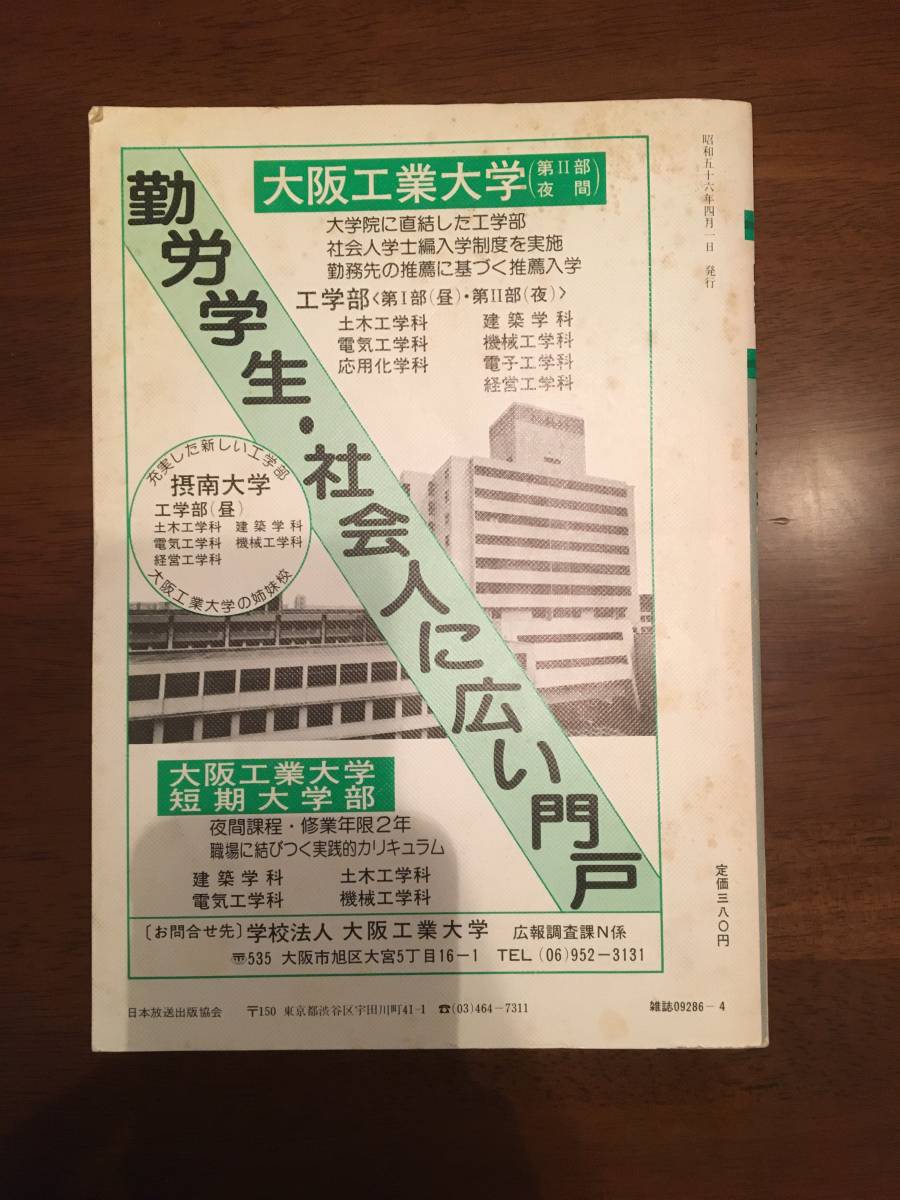 昭和五十六年四月一日 発行
勤労学生・社会人に広い門戸
大阪工業大学(第II部夜間)
大学院に直結した工学部
社会人学士編入学制度を実施
勤務先の推薦に基づく推薦入学
工学部〈第I部(昼)・第II部(夜)〉
土木工学科 建築学科
電気工学科 機械工学科
応用化学科 電子工学科
経営工学科
充実した新しい工学部
摂南大学
工学部(昼)
土木工学科 建築学科
電気工学科 機械工学科
経営工学科
大阪工業大学の姉妹校
大阪工業大学
短期大学部
夜間課程・修業年限2年
職場に結びつく実践的カリキュラム
建築学科 土木工学科
電気工学科 機械工学科
〔お問合せ先〕学校法人 大阪工業大学 広報調査課N係
〒535 大阪市旭区大宮5丁目16-1 TEL (06)952-3131
定価三八〇円
日本放送出版協会 〒150 東京都渋谷区宇田川町41-1 ☎(03)464-7311
雑誌09286-4